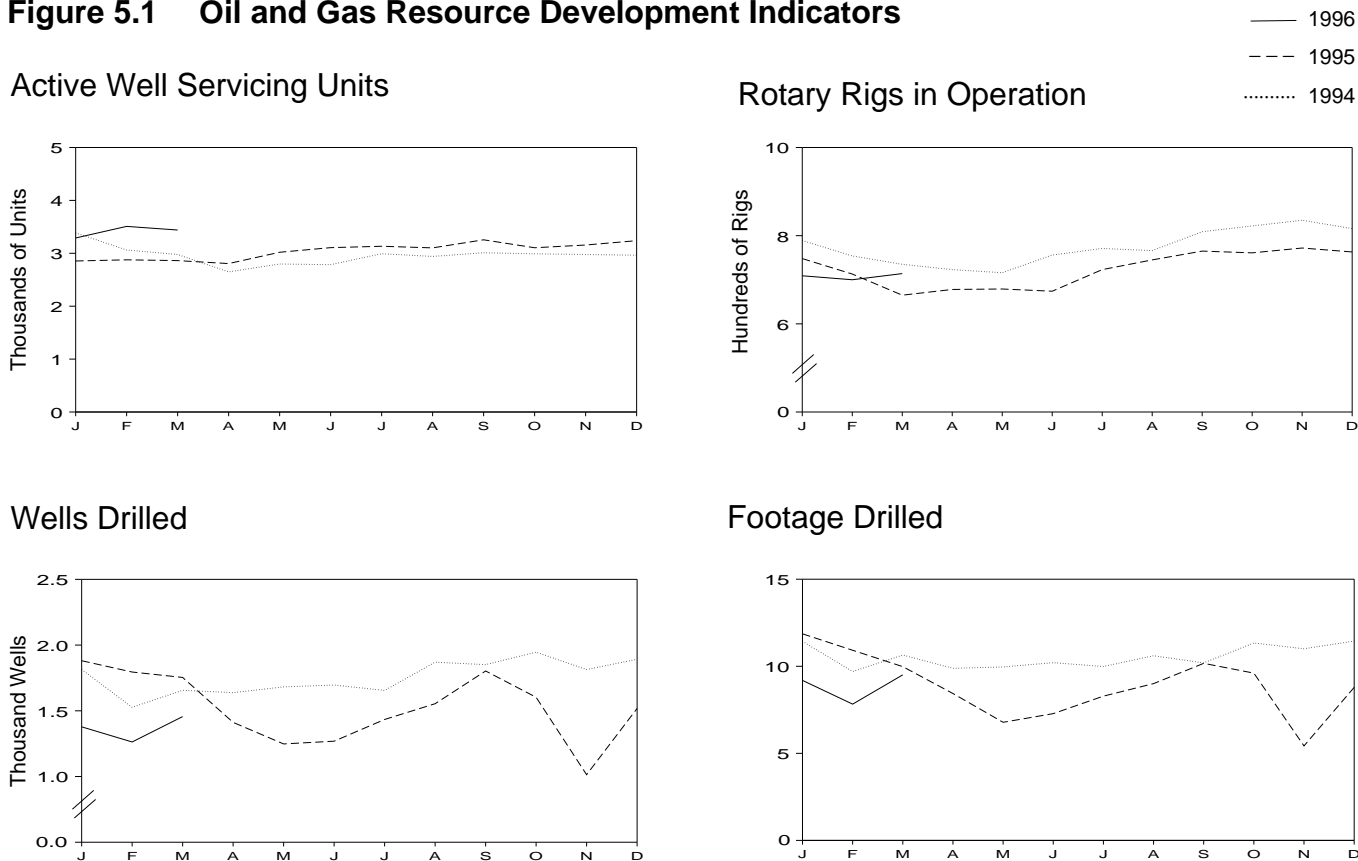 Figure 5.1 Oil and Gas Resource Development Indicators
1996
1995
1994
Active Well Servicing Units
Thousands of Units
5
4
3
2
1
0
J F M A M J J A S O N D
Rotary Rigs in Operation
Hundreds of Rigs
10
8
6
0
J F M A M J J A S O N D
Wells Drilled
Thousand Wells
2.5
2.0
1.5
1.0
0.0
J F M A M J J A S O N D
Footage Drilled
15
10
5
0
J F M A M J J A S O N D